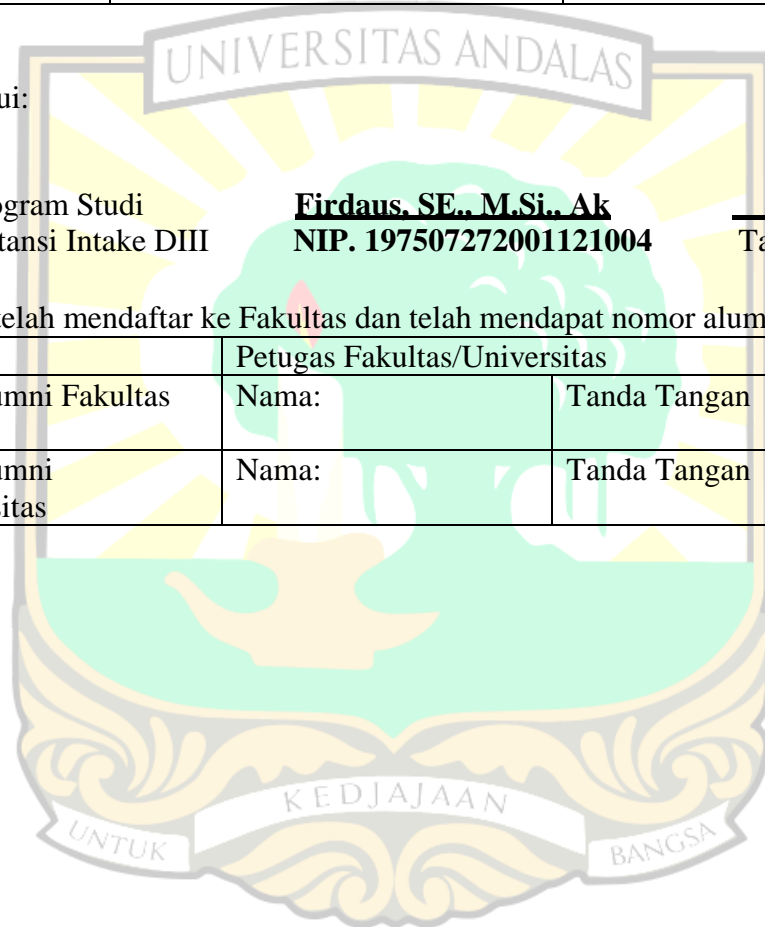 UNIVERSITAS ANDALAS
ui:
ogram Studi Firdaus, SE., M.Si., Ak
tansi Intake DIII NIP. 197507272001121004 Ta
telah mendaftar ke Fakultas dan telah mendapat nomor alum
Petugas Fakultas/Universitas
umni Fakultas Nama: Tanda Tangan
umni Nama: Tanda Tangan
sitas
UNTUK KEDJAJAAN BANGSA